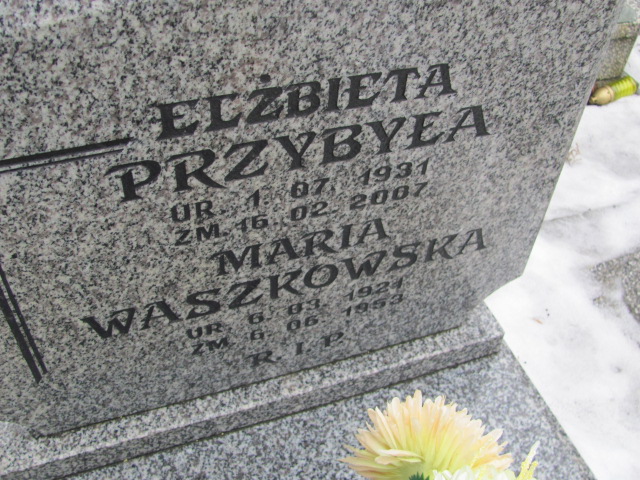 ELŻBIETA
PRZYBYŁA
UR. 1. 07. 1931
ZM. 16. 02. 2007
MARIA
WASZKOWSKA
UR. 6. 03. 1921
ZM. 6. 06. 1953
R.I.P.